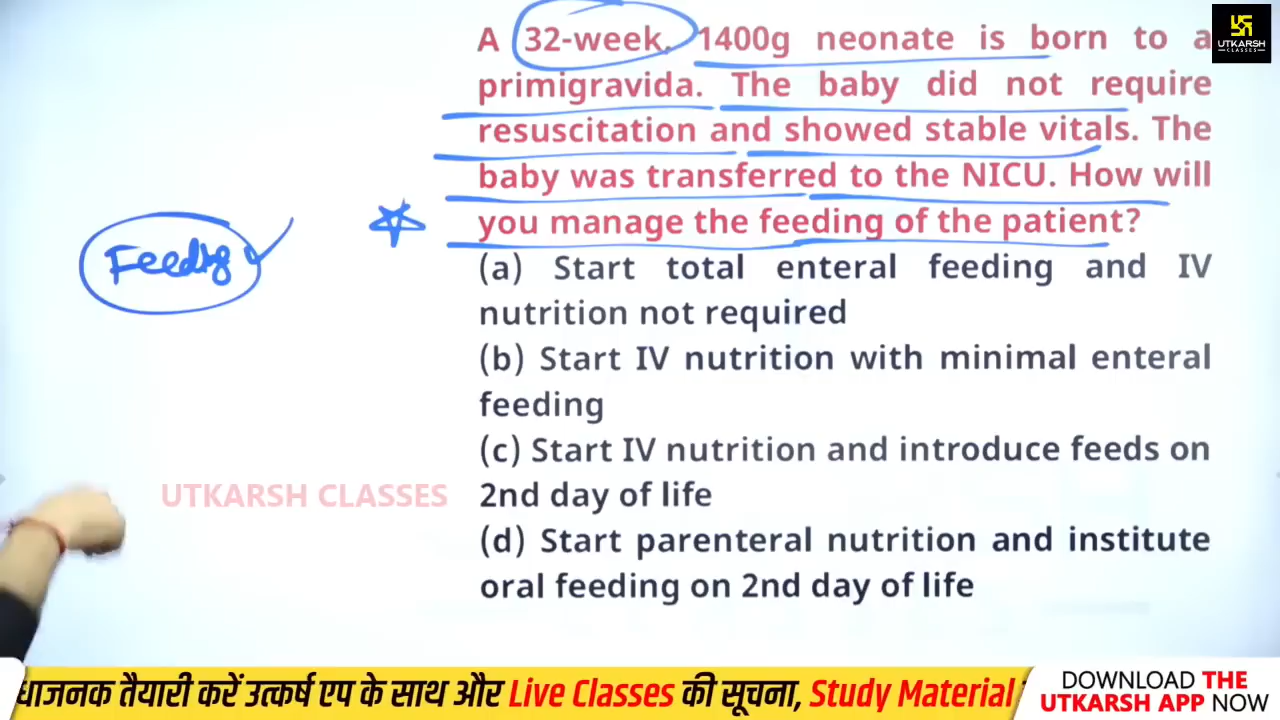 A 32-week, 1400g neonate is born to a
primigravida. The baby did not require
resuscitation and showed stable vitals. The
baby was transferred to the NICU. How will
you manage the feeding of the patient?
(a) Start total enteral feeding and IV
nutrition not required
(b) Start IV nutrition with minimal enteral
feeding
(c) Start IV nutrition and introduce feeds on
2nd day of life
(d) Start parenteral nutrition and institute
oral feeding on 2nd day of life
Feeding
UTKARSH CLASSES
UTKARSH
CLASSES
धाजनक तैयारी करें उत्कर्ष एप के साथ और Live Classes की सूचना, Study Material
DOWNLOAD THE
UTKARSH APP NOW